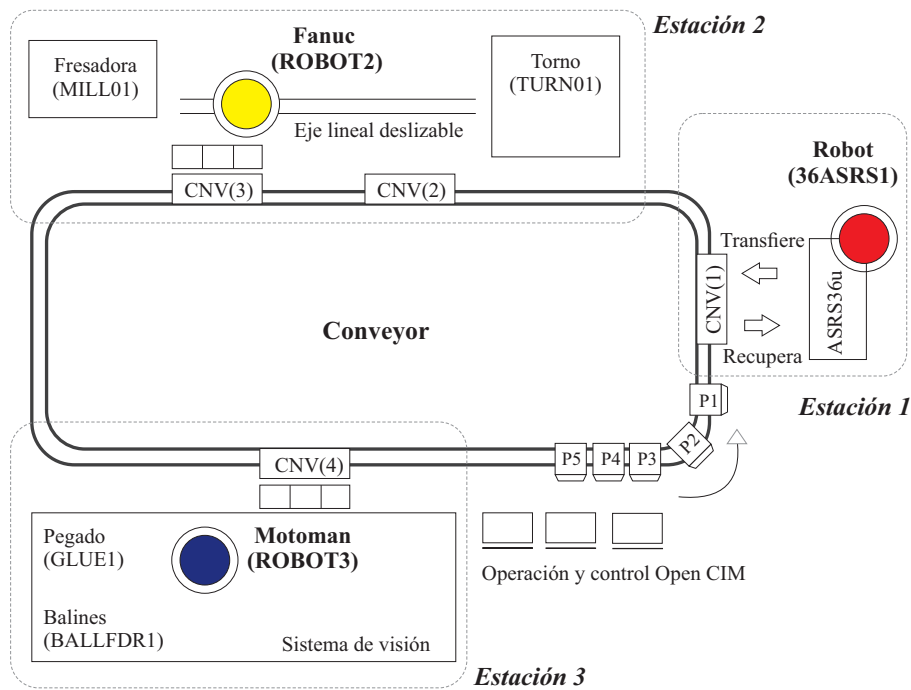 Estación 2
Fanuc
(ROBOT2)
Fresadora
(MILL01)
Torno
(TURN01)
Eje lineal deslizable
CNV(3)
CNV(2)
Robot
(36ASRS1)
Transfiere
CNV(1)
ASRS36u
Recupera
Estación 1
Conveyor
P1
P2
P3
P4
P5
CNV(4)
Pegado
(GLUE1)
Motoman
(ROBOT3)
Balines
(BALLFDR1)
Sistema de visión
Operación y control Open CIM
Estación 3